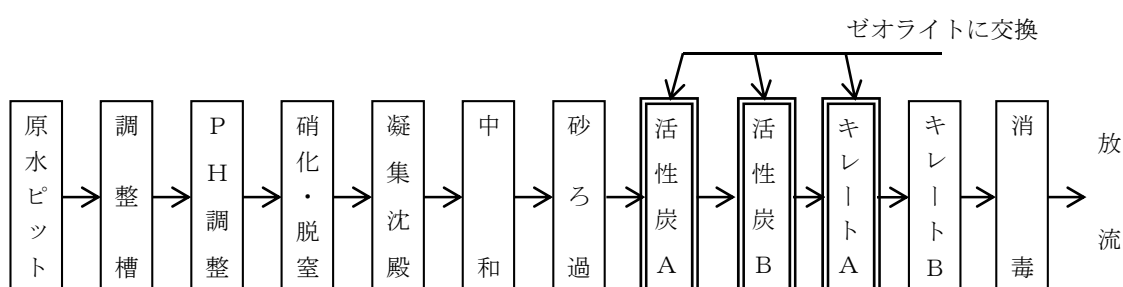 ゼオライトに交換
原水ピット
調整槽
PH調整
硝化・脱窒
凝集沈殿
中和
砂ろ過
活性炭A
活性炭B
キレートA
キレートB
消毒
放流